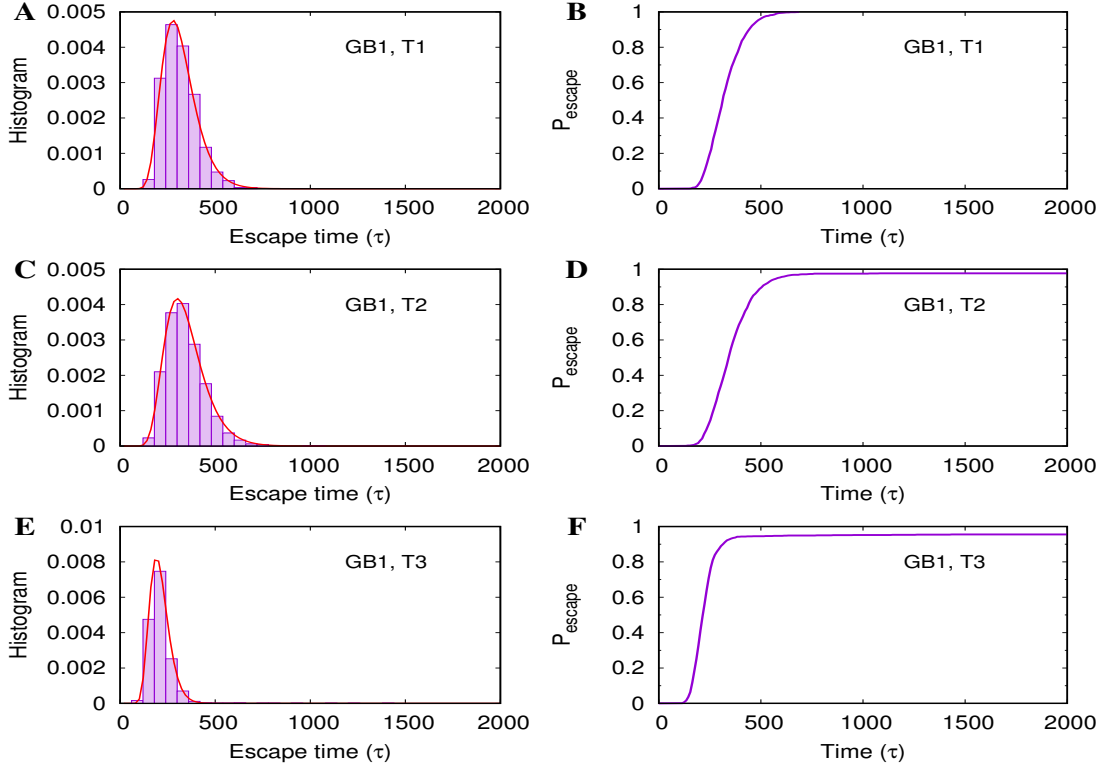 A
Histogram
0.005
0.004
0.003
0.002
0.001
0
GB1, T1
0 500 1000 1500 2000
Escape time (τ)
B
P_escape
1
0.8
0.6
0.4
0.2
0
GB1, T1
0 500 1000 1500 2000
Time (τ)
C
Histogram
0.005
0.004
0.003
0.002
0.001
0
GB1, T2
0 500 1000 1500 2000
Escape time (τ)
D
P_escape
1
0.8
0.6
0.4
0.2
0
GB1, T2
0 500 1000 1500 2000
Time (τ)
E
Histogram
0.01
0.008
0.006
0.004
0.002
0
GB1, T3
0 500 1000 1500 2000
Escape time (τ)
F
P_escape
1
0.8
0.6
0.4
0.2
0
GB1, T3
0 500 1000 1500 2000
Time (τ)